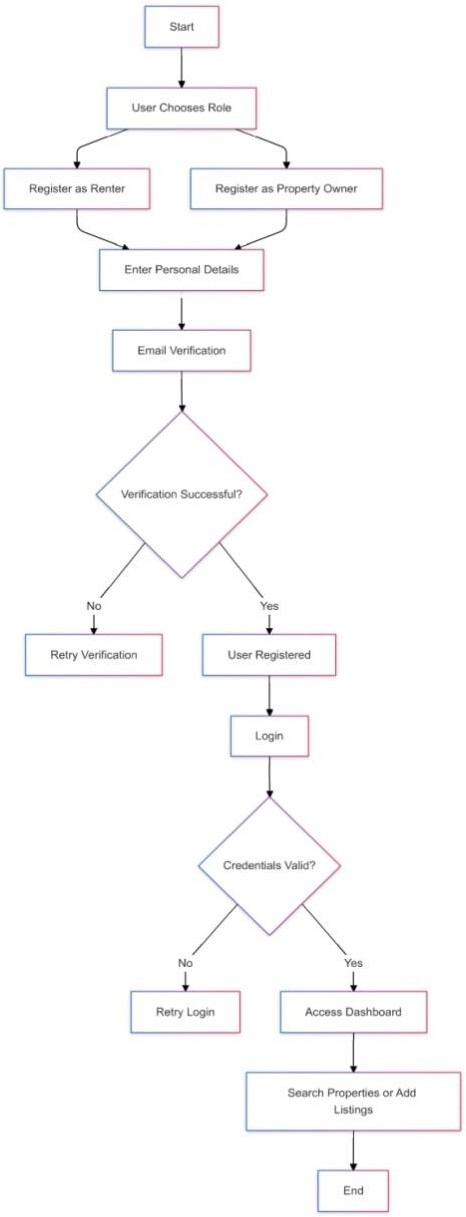 Start
User Chooses Role
Register as Renter
Register as Property Owner
Enter Personal Details
Email Verification
Verification Successful?
No
Yes
Retry Verification
User Registered
Login
Credentials Valid?
No
Yes
Retry Login
Access Dashboard
Search Properties or Add
Listings
End